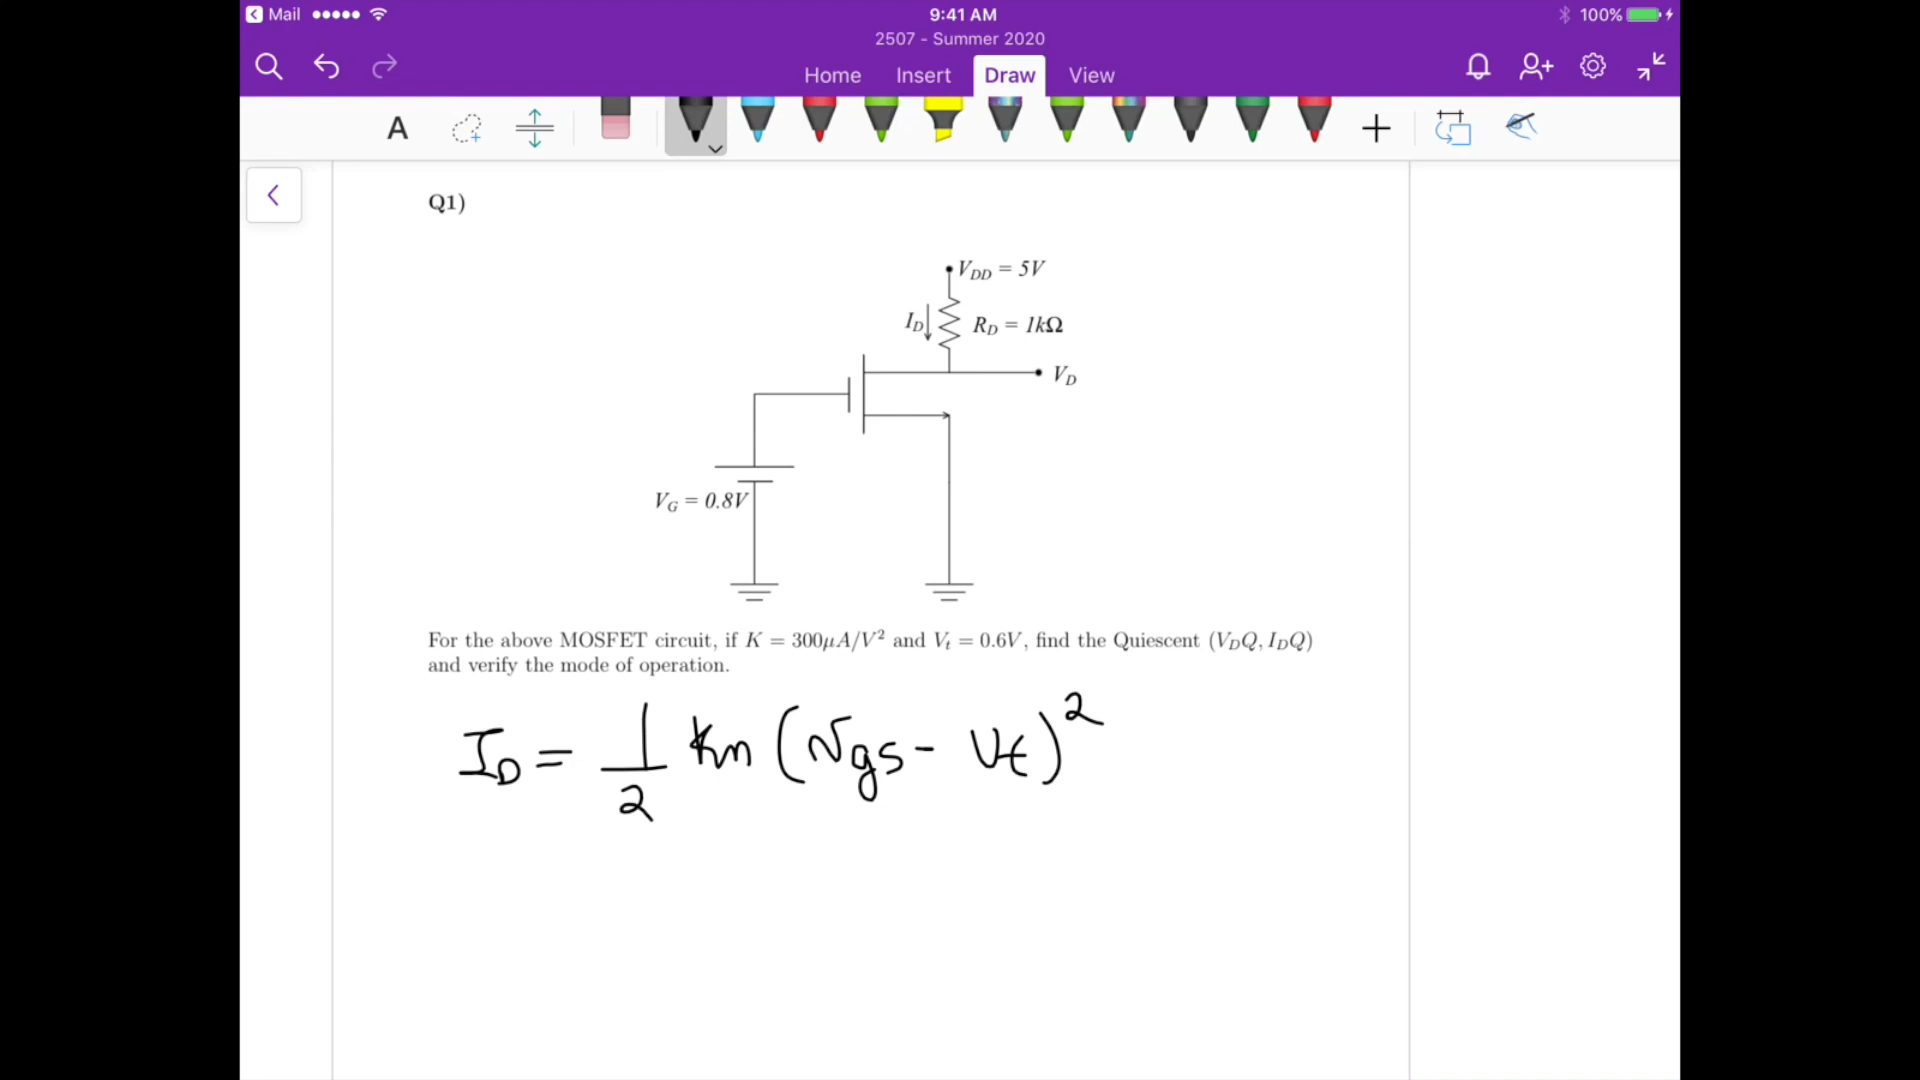 Mail 9:41 AM 100%
2507 - Summer 2020
Home Insert Draw View
A
Q1)
V_DD = 5V
I_D R_D = 1kΩ
V_D
V_G = 0.8V
For the above MOSFET circuit, if K = 300μA/V² and V_t = 0.6V, find the Quiescent (V_DQ, I_DQ)
and verify the mode of operation.
I_D = 1/2 kn (Vgs - Vt)²